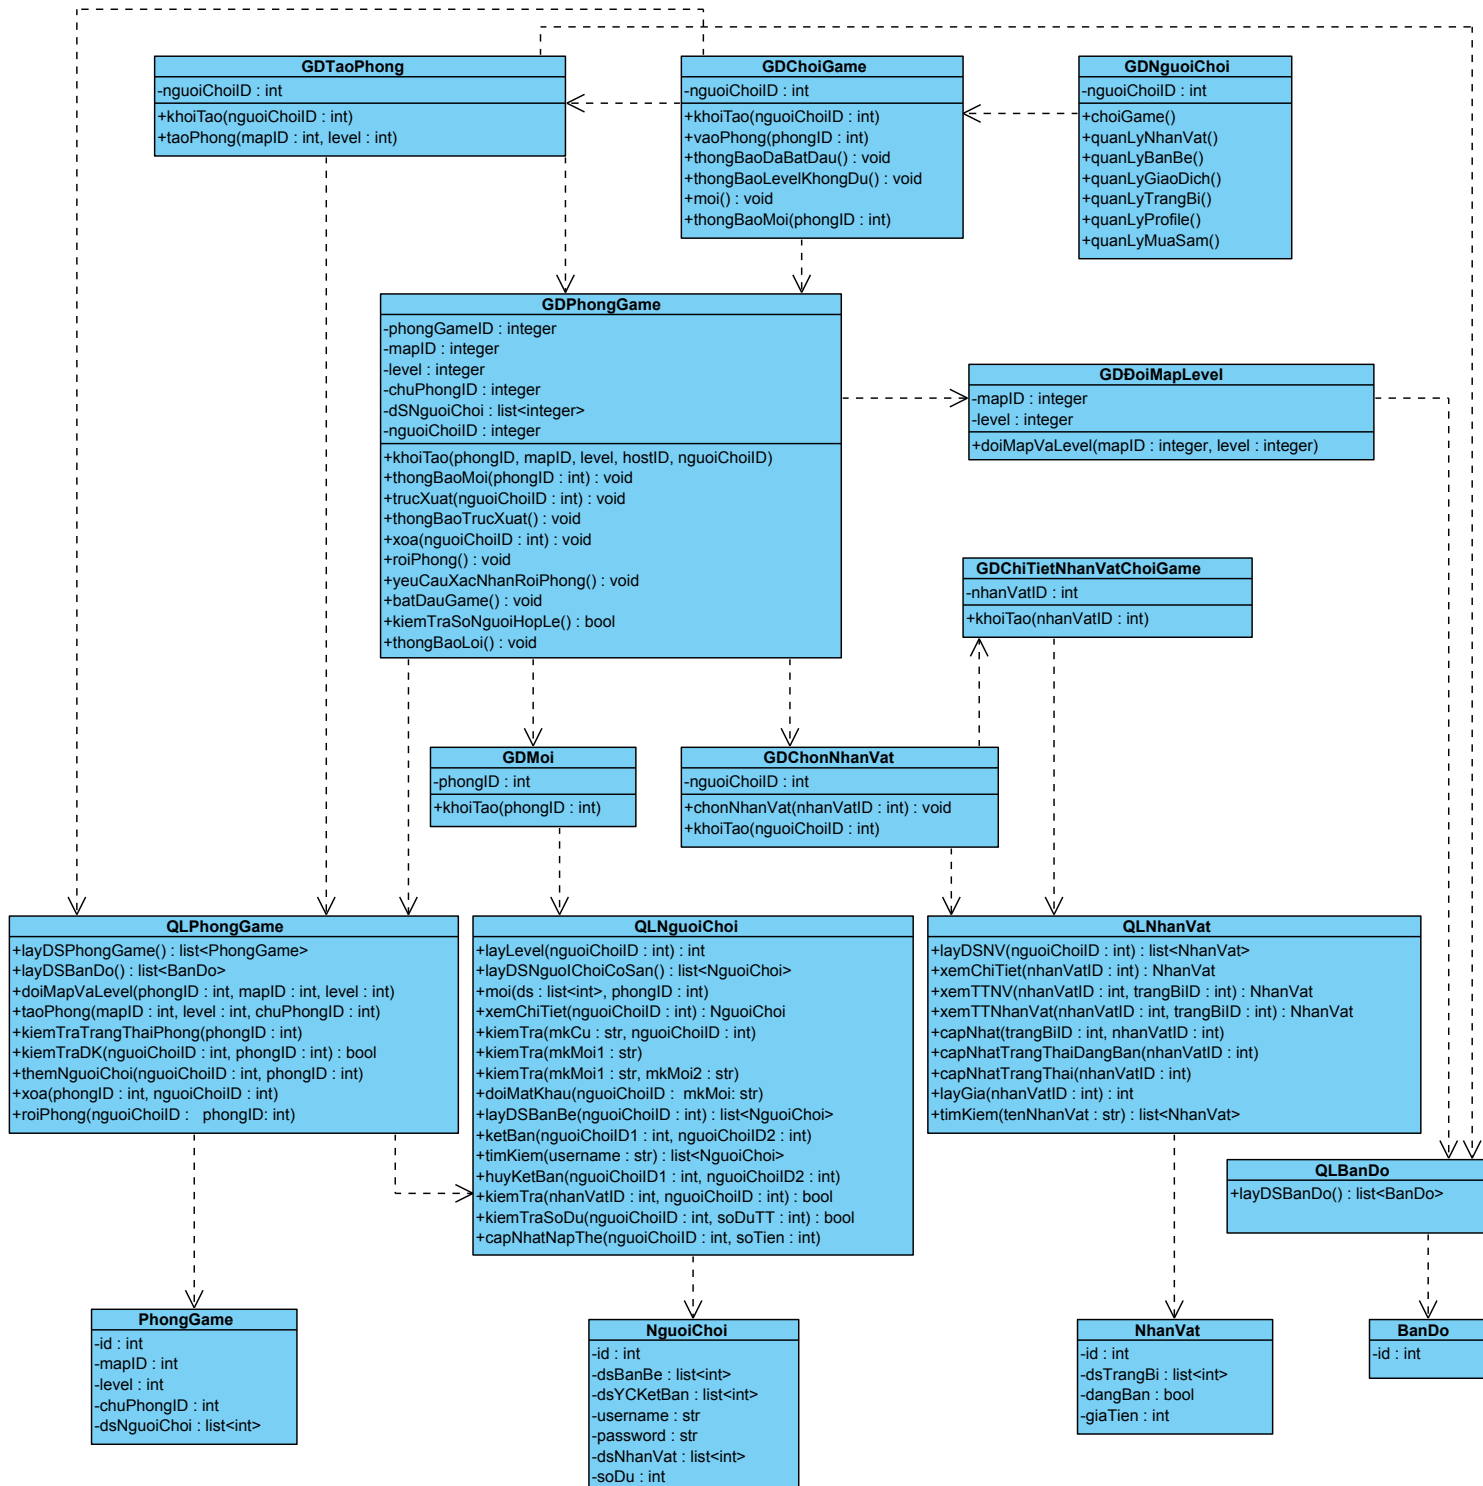 GDTaoPhong
-nguoiChoiID : int
+khoiTao(nguoiChoiID : int)
+taoPhong(mapID : int, level : int)
GDChoiGame
-nguoiChoiID : int
+khoiTao(nguoiChoiID : int)
+vaoPhong(phongID : int)
+thongBaoDaBatDau() : void
+thongBaoLevelKhongDu() : void
+moi() : void
+thongBaoMoi(phongID : int)
GDNguoiChoi
-nguoiChoiID : int
+choiGame()
+quanLyNhanVat()
+quanLyBanBe()
+quanLyGiaoDich()
+quanLyTrangBi()
+quanLyProfile()
+quanLyMuaSam()
GDPhongGame
-phongGameID : integer
-mapID : integer
-level : integer
-chuPhongID : integer
-dSNguoiChoi : list<integer>
-nguoiChoiID : integer
+khoiTao(phongID, mapID, level, hostID, nguoiChoiID)
+thongBaoMoi(phongID : int) : void
+trucXuat(nguoiChoiID : int) : void
+thongBaoTrucXuat() : void
+xoa(nguoiChoiID : int) : void
+roiPhong() : void
+yeuCauXacNhanRoiPhong() : void
+batDauGame() : void
+kiemTraSoNguoiHopLe() : bool
+thongBaoLoi() : void
GDĐoiMapLevel
-mapID : integer
-level : integer
+doiMapVaLevel(mapID : integer, level : integer)
GDChiTietNhanVatChoiGame
-nhanVatID : int
+khoiTao(nhanVatID : int)
GDMoi
-phongID : int
+khoiTao(phongID : int)
GDChonNhanVat
-nguoiChoiID : int
+chonNhanVat(nhanVatID : int) : void
+khoiTao(nguoiChoiID : int)
QLPhongGame
+layDSPhongGame() : list<PhongGame>
+layDSBanDo() : list<BanDo>
+doiMapVaLevel(phongID : int, mapID : int, level : int)
+taoPhong(mapID : int, level : int, chuPhongID : int)
+kiemTraTrangThaiPhong(phongID : int)
+kiemTraDK(nguoiChoiID : int, phongID : int) : bool
+themNguoiChoi(nguoiChoiID : int, phongID : int)
+xoa(phongID : int, nguoiChoiID : int)
+roiPhong(nguoiChoiID : phongID: int)
QLNguoiChoi
+layLevel(nguoiChoiID : int) : int
+layDSNguoIChoiCoSan() : list<NguoiChoi>
+moi(ds : list<int>, phongID : int)
+xemChiTiet(nguoiChoiID : int) : NguoiChoi
+kiemTra(mkCu : str, nguoiChoiID : int)
+kiemTra(mkMoi1 : str)
+kiemTra(mkMoi1 : str, mkMoi2 : str)
+doiMatKhau(nguoiChoiID : mkMoi: str)
+layDSBanBe(nguoiChoiID : int) : list<NguoiChoi>
+ketBan(nguoiChoiID1 : int, nguoiChoiID2 : int)
+timKiem(username : str) : list<NguoiChoi>
+huyKetBan(nguoiChoiID1 : int, nguoiChoiID2 : int)
+kiemTra(nhanVatID : int, nguoiChoiID : int) : bool
+kiemTraSoDu(nguoiChoiID : int, soDuTT : int) : bool
+capNhatNapThe(nguoiChoiID : int, soTien : int)
QLNhanVat
+layDSNV(nguoiChoiID : int) : list<NhanVat>
+xemChiTiet(nhanVatID : int) : NhanVat
+xemTTNV(nhanVatID : int, trangBiID : int) : NhanVat
+xemTTNhanVat(nhanVatID : int, trangBiID : int) : NhanVat
+capNhat(trangBiID : int, nhanVatID : int)
+capNhatTrangThaiDangBan(nhanVatID : int)
+capNhatTrangThai(nhanVatID : int)
+layGia(nhanVatID : int) : int
+timKiem(tenNhanVat : str) : list<NhanVat>
QLBanDo
+layDSBanDo() : list<BanDo>
PhongGame
-id : int
-mapID : int
-level : int
-chuPhongID : int
-dsNguoiChoi : list<int>
NguoiChoi
-id : int
-dsBanBe : list<int>
-dsYCKetBan : list<int>
-username : str
-password : str
-dsNhanVat : list<int>
-soDu : int
NhanVat
-id : int
-dsTrangBi : list<int>
-dangBan : bool
-giaTien : int
BanDo
-id : int